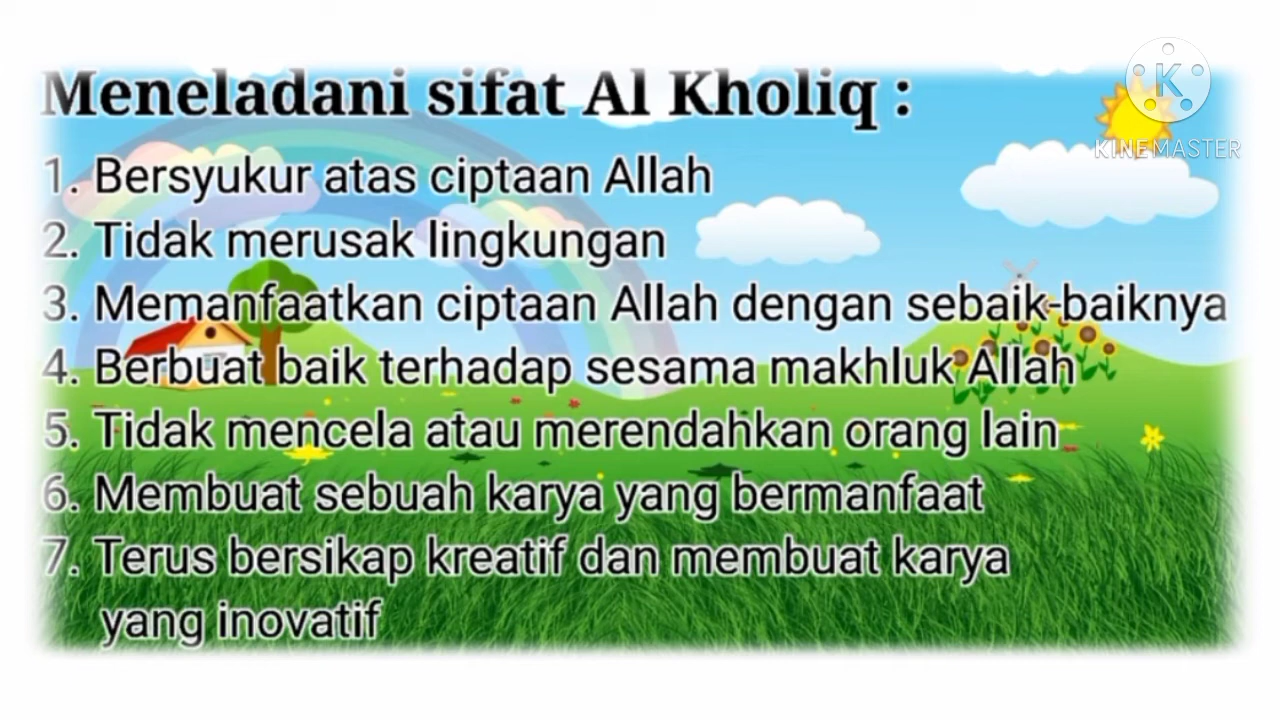 Meneladani sifat Al Kholiq :
K
KINEMASTER
1. Bersyukur atas ciptaan Allah
2. Tidak merusak lingkungan
3. Memanfaatkan ciptaan Allah dengan sebaik-baiknya
4. Berbuat baik terhadap sesama makhluk Allah
5. Tidak mencela atau merendahkan orang lain
6. Membuat sebuah karya yang bermanfaat
7. Terus bersikap kreatif dan membuat karya
yang inovatif